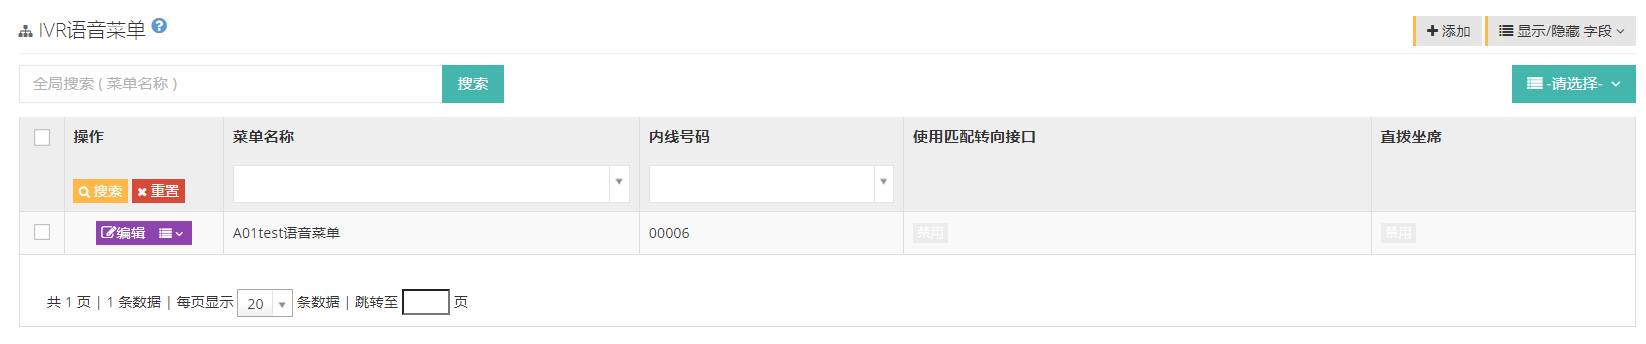 IVR语音菜单
添加 显示/隐藏 字段
全局搜索 ( 菜单名称 ) 搜索 -请选择-
操作 菜单名称 内线号码 使用匹配转向接口 直拨坐席
搜索 重置
编辑 A01test语音菜单 00006 禁用 禁用
共 1 页 | 1 条数据 | 每页显示 20 条数据 | 跳转至 页